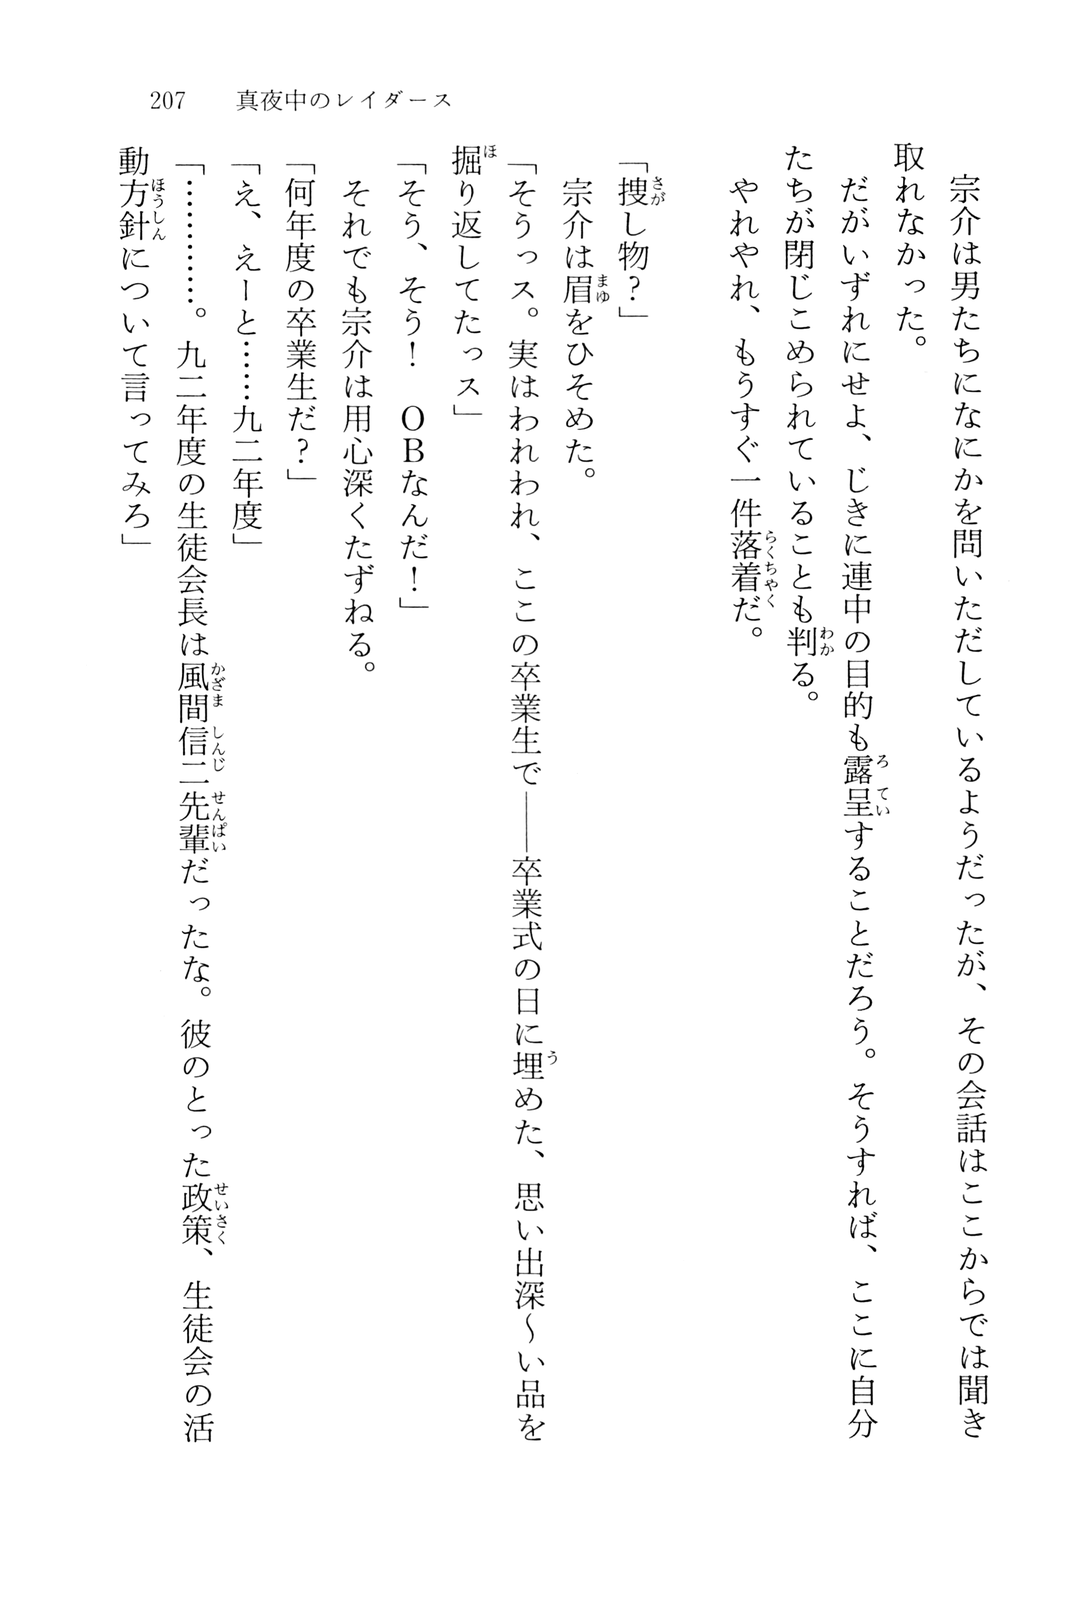 207　真夜中のレイダース
　宗介は男たちになにかを問いただしているようだったが、その会話はここからでは聞き
取れなかった。
　だがいずれにせよ、じきに連中の目的も露呈することだろう。そうすれば、ここに自分
たちが閉じこめられていることも判る。
　やれやれ、もうすぐ一件落着だ。
「捜し物？」
　宗介は眉をひそめた。
「そうっス。実はわれわれ、ここの卒業生で――卒業式の日に埋めた、思い出深～い品を
掘り返してたっス」
「そう、そう！　ＯＢなんだ！」
　それでも宗介は用心深くたずねる。
「何年度の卒業生だ？」
「え、えーと……九二年度」
「…………。九二年度の生徒会長は風間信二先輩だったな。彼のとった政策、生徒会の活
動方針について言ってみろ」